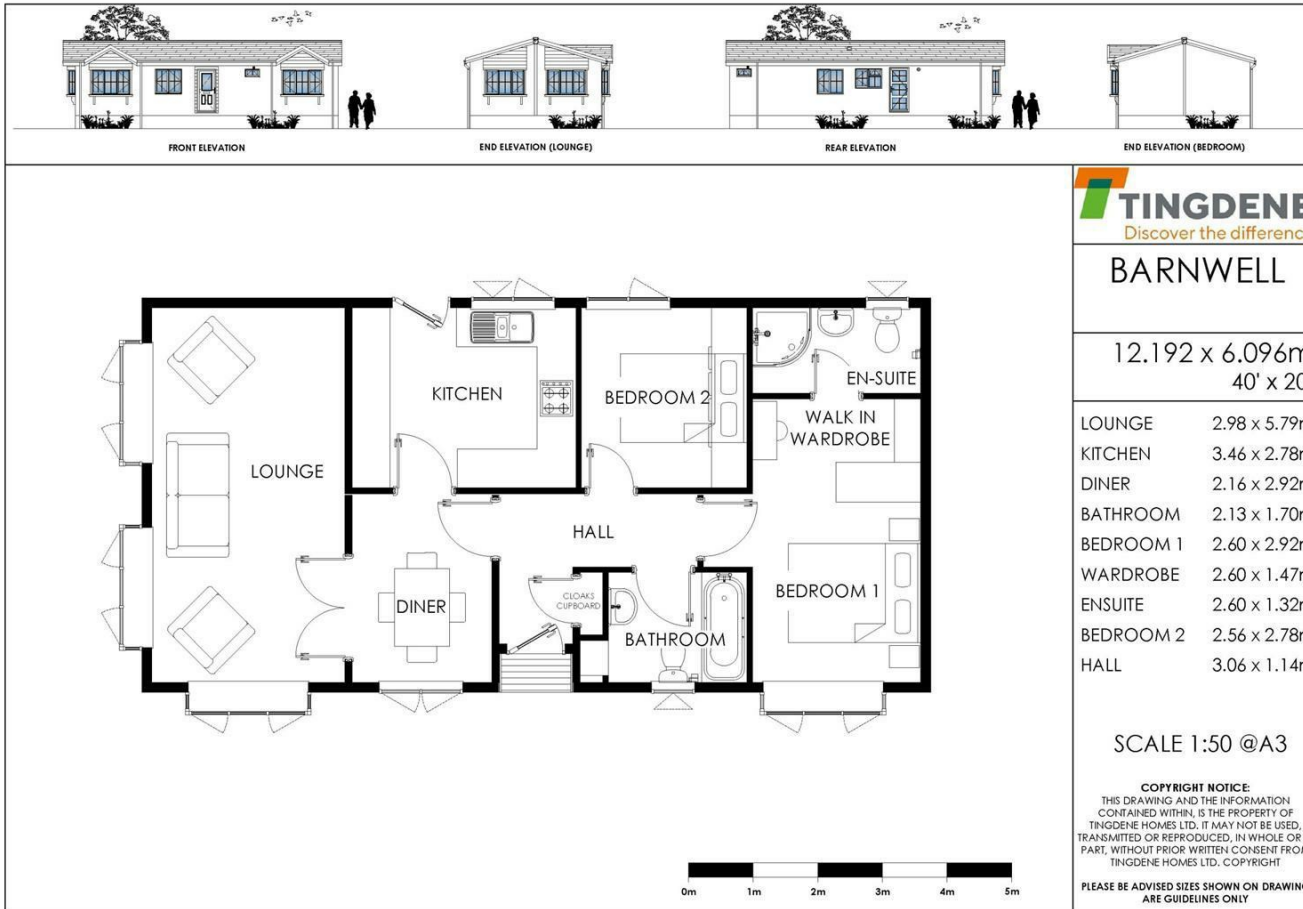 FRONT ELEVATION
END ELEVATION (LOUNGE)
REAR ELEVATION
END ELEVATION (BEDROOM)
TINGDENE
Discover the differenc
BARNWELL
12.192 x 6.096m
40' x 20
LOUNGE 2.98 x 5.79m
KITCHEN 3.46 x 2.78m
DINER 2.16 x 2.92m
BATHROOM 2.13 x 1.70m
BEDROOM 1 2.60 x 2.92m
WARDROBE 2.60 x 1.47m
ENSUITE 2.60 x 1.32m
BEDROOM 2 2.56 x 2.78m
HALL 3.06 x 1.14m
SCALE 1:50 @A3
COPYRIGHT NOTICE:
THIS DRAWING AND THE INFORMATION
CONTAINED WITHIN, IS THE PROPERTY OF
TINGDENE HOMES LTD. IT MAY NOT BE USED,
TRANSMITTED OR REPRODUCED, IN WHOLE OR
PART, WITHOUT PRIOR WRITTEN CONSENT FROM
TINGDENE HOMES LTD. COPYRIGHT
PLEASE BE ADVISED SIZES SHOWN ON DRAWING
ARE GUIDELINES ONLY
KITCHEN
BEDROOM 2
EN-SUITE
WALK IN
WARDROBE
LOUNGE
HALL
DINER
CLOAKS
CUPBOARD
BATHROOM
BEDROOM 1
0m 1m 2m 3m 4m 5m